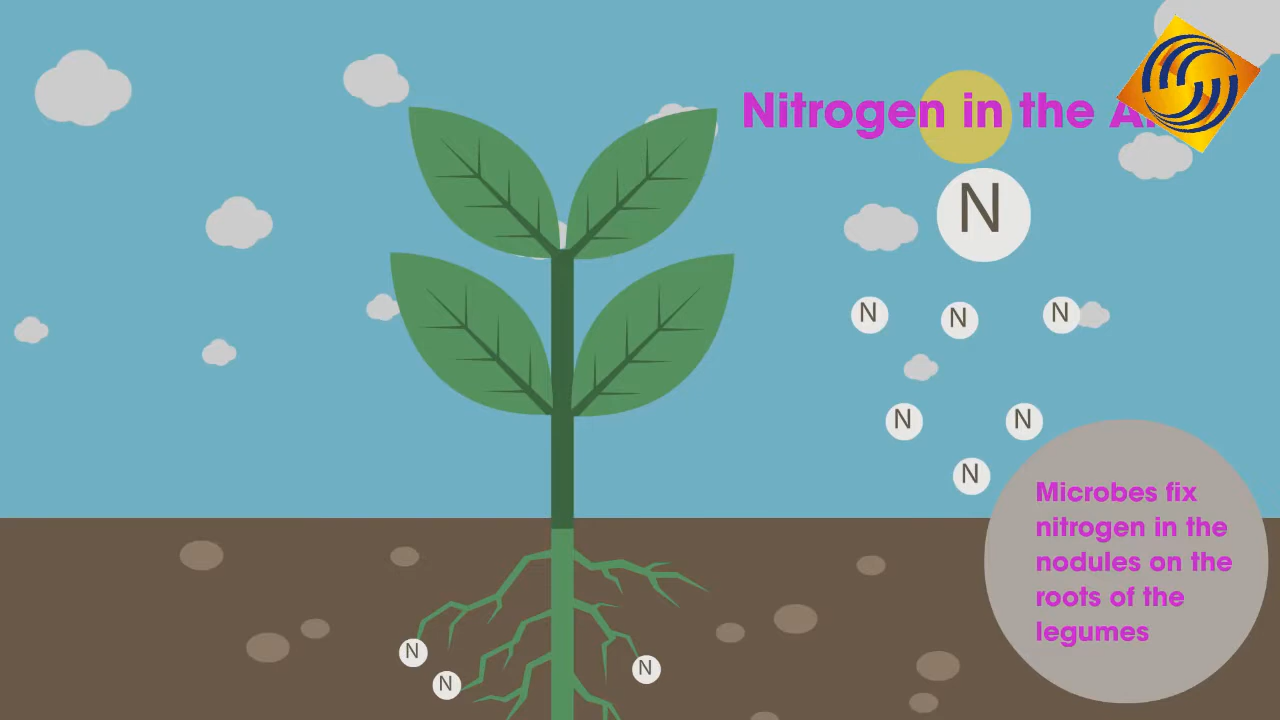 Nitrogen in the
N
N
N
N
N
N
N
Microbes fix
nitrogen in the
nodules on the
roots of the
legumes
N
N
N